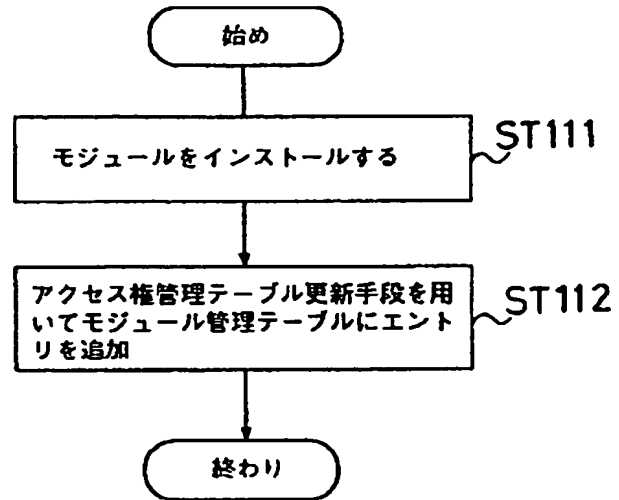 始め
モジュールをインストールする
ST111
アクセス権管理テーブル更新手段を用
いてモジュール管理テーブルにエント
リを追加
ST112
終わり